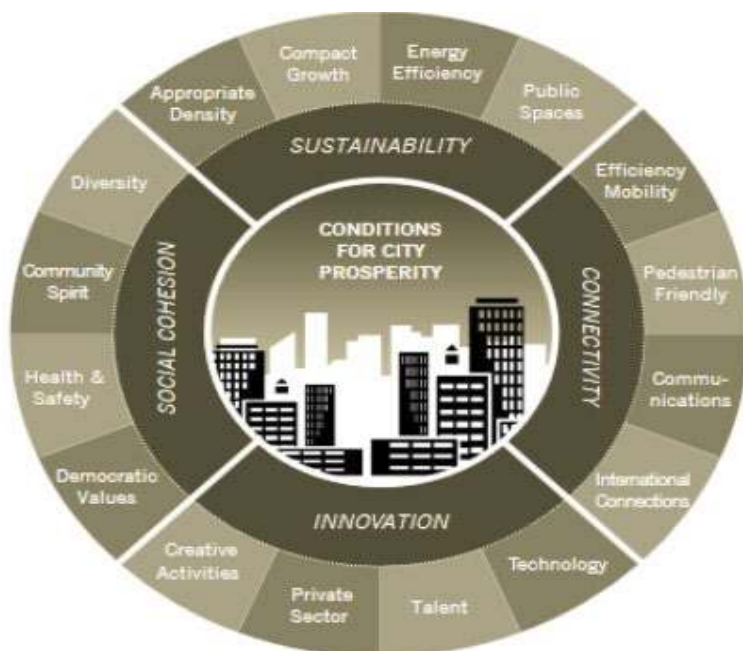 Compact
Growth
Energy
Efficiency
Appropriate
Density
Public
Spaces
SUSTAINABILITY
Diversity
Efficiency
Mobility
CONDITIONS
FOR CITY
PROSPERITY
Community
Spirit
SOCIAL COHESION
CONNECTIVITY
Pedestrian
Friendly
Health &
Safety
Commu-
nications
Democratic
Values
International
Connections
INNOVATION
Creative
Activities
Technology
Private
Sector
Talent